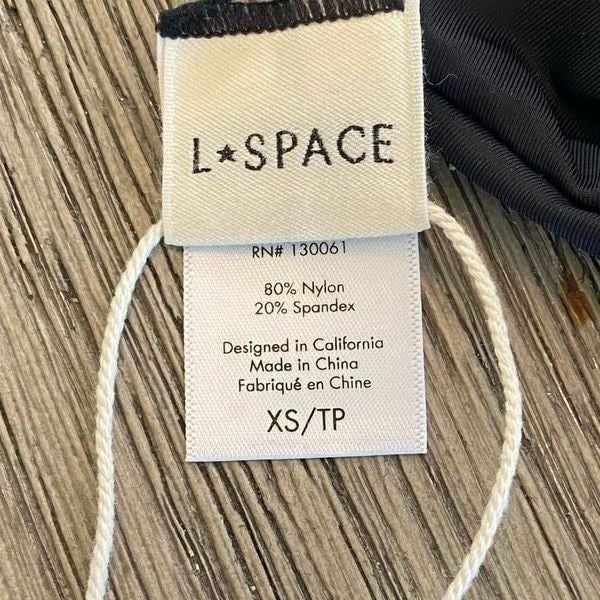 L★SPACE
RN# 130061
80% Nylon
20% Spandex
Designed in California
Made in China
Fabriqué en Chine
XS/TP